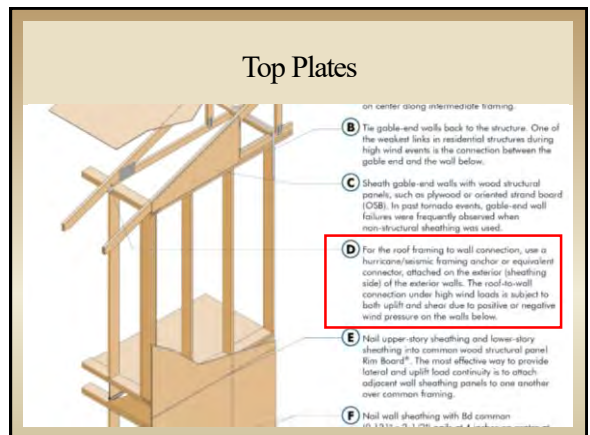 Top Plates
on center along intermediate framing.
B Tie gable-end walls back to the structure. One of
the weakest links in residential structures during
high wind events is the connection between the
gable end and the wall below.
C Sheath gable-end walls with wood structural
panels, such as plywood or oriented strand board
(OSB). In past tornado events, gable-end wall
failures were frequently observed when
non-structural sheathing was used.
D For the roof framing to wall connection, use a
hurricane/seismic framing anchor or equivalent
connector, attached on the exterior (sheathing
side) of the exterior walls. The roof-to-wall
connection under high wind loads is subject to
both uplift and shear due to positive or negative
wind pressure on the walls below.
E Nail upper-story sheathing and lower-story
sheathing into common wood structural panel
Rim Board®. The most effective way to provide
lateral and uplift load continuity is to attach
adjacent wall sheathing panels to one another
over common framing.
F Nail wall sheathing with 8d common